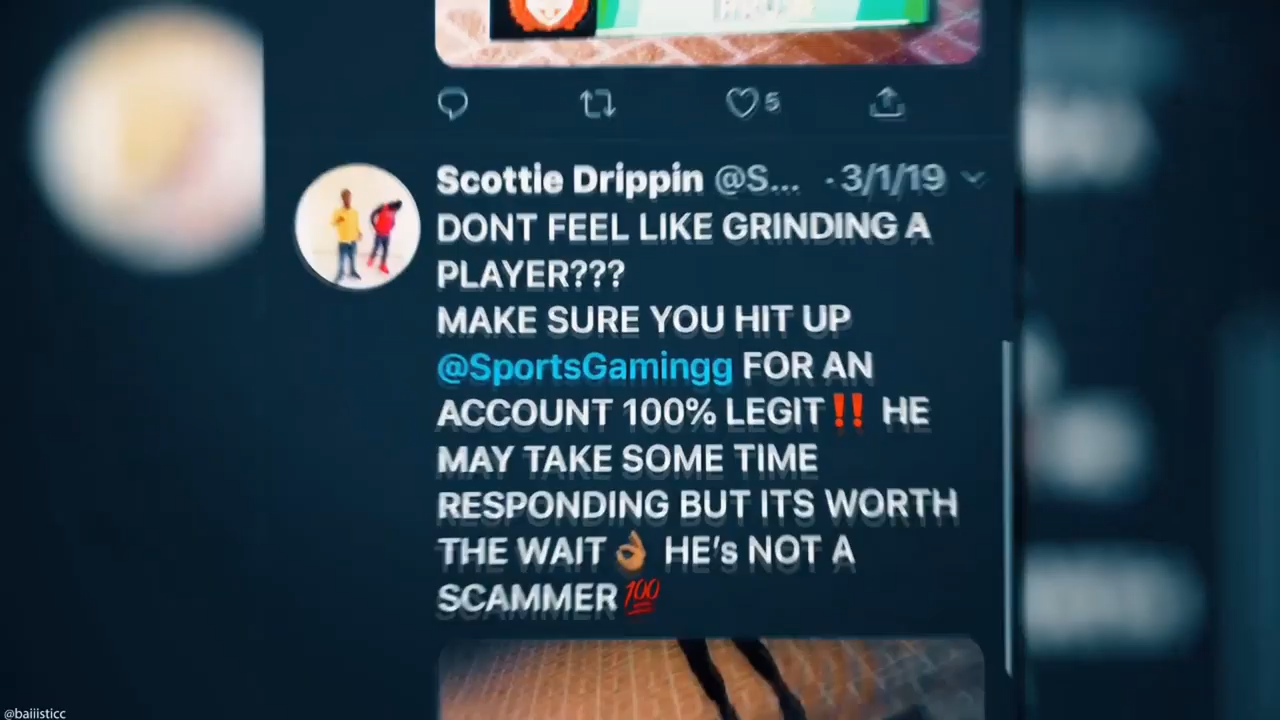 5
Scottie Drippin @S... · 3/1/19
DONT FEEL LIKE GRINDING A
PLAYER???
MAKE SURE YOU HIT UP
@SportsGamingg FOR AN
ACCOUNT 100% LEGIT‼️ HE
MAY TAKE SOME TIME
RESPONDING BUT ITS WORTH
THE WAIT👌🏾 HE's NOT A
SCAMMER💯
@baiiisticc